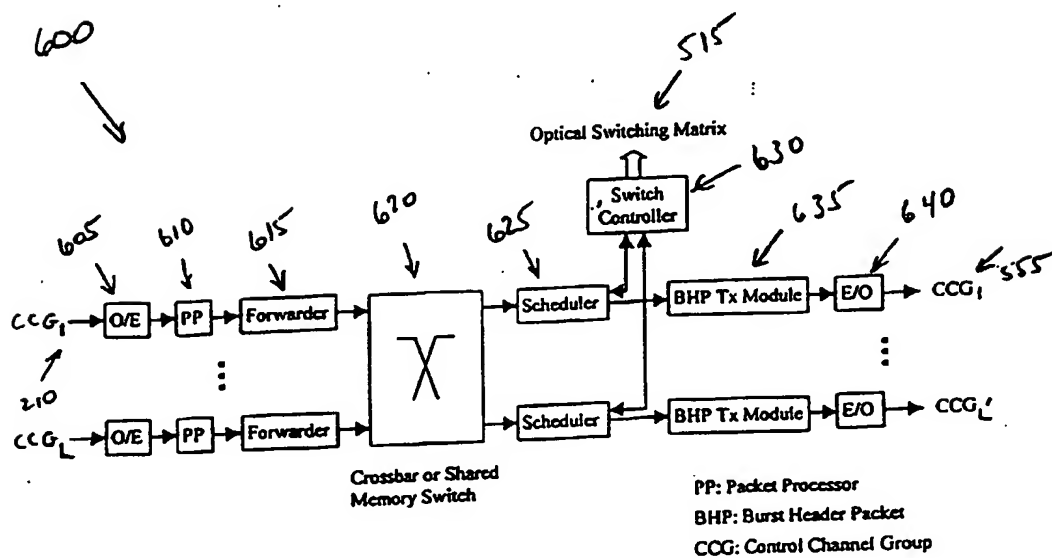 600
515
Optical Switching Matrix
630
Switch
Controller
605
610
615
620
625
635
640
555
CCG1
O/E
PP
Forwarder
Scheduler
BHP Tx Module
E/O
CCG1
210
CCGL
O/E
PP
Forwarder
Scheduler
BHP Tx Module
E/O
CCGL'
Crossbar or Shared
Memory Switch
PP: Packet Processor
BHP: Burst Header Packet
CCG: Control Channel Group